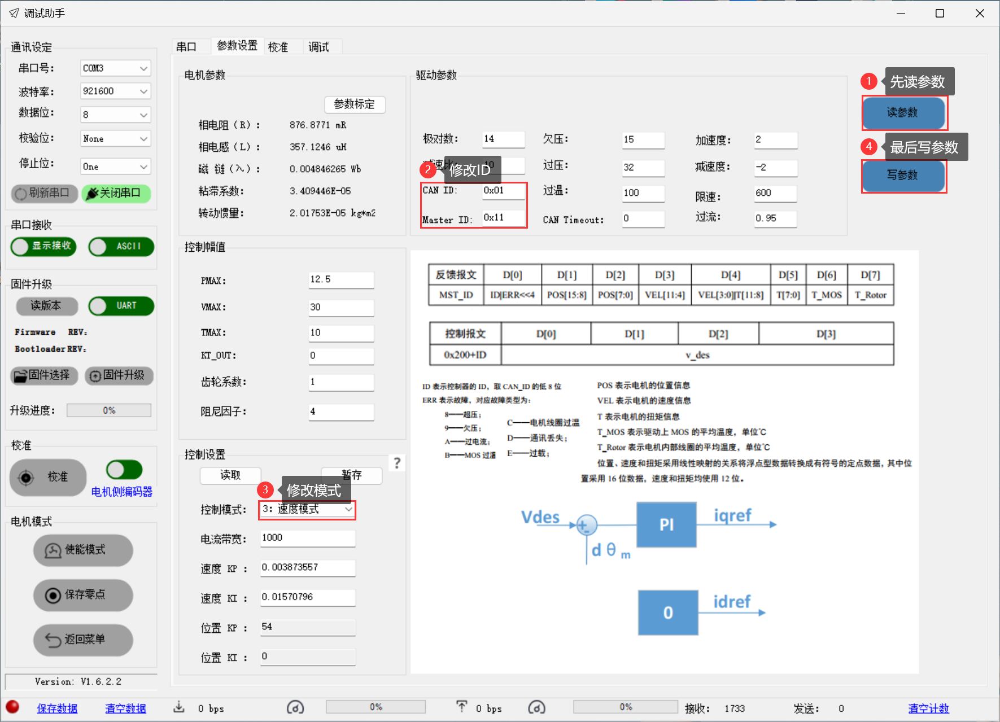 调试助手
通讯设定
串口号: COM3
波特率: 921600
数据位: 8
校验位: None
停止位: One
刷新串口 关闭串口
串口接收
显示接收 ASCII
固件升级
读版本 UART
Firmware REV:
Bootloader REV:
固件选择 固件升级
升级进度: 0%
校准
校准
电机侧编码器
电机模式
使能模式
保存零点
返回菜单
Version: V1.6.2.2
串口 参数设置 校准 调试
电机参数
参数标定
相电阻（R）: 876.8771 mR
相电感（L）: 357.1246 uH
磁 链（λ）: 0.004846265 Wb
粘带系数: 3.409446E-05
转动惯量: 2.01753E-05 kg*m2
驱动参数
极对数: 14 欠压: 15 加速度: 2
减速比 10 过压: 32 减速度: -2
2 修改ID
CAN ID: 0x01 过温: 100 限速: 600
Master ID: 0x11 CAN Timeout: 0 过流: 0.95
1 先读参数
读参数
4 最后写参数
写参数
控制幅值
PMAX: 12.5
VMAX: 30
TMAX: 10
KT_OUT: 0
齿轮系数: 1
阻尼因子: 4
控制设置 ?
读取 暂存
3 修改模式
控制模式: 3: 速度模式
电流带宽: 1000
速度 KP : 0.003873557
速度 KI : 0.01570796
位置 KP : 54
位置 KI : 0
反馈报文 D[0] D[1] D[2] D[3] D[4] D[5] D[6] D[7]
MST_ID ID|ERR<<4 POS[15:8] POS[7:0] VEL[11:4] VEL[3:0]|T[11:8] T[7:0] T_MOS T_Rotor
控制报文 D[0] D[1] D[2] D[3]
0x200+ID v_des
ID 表示控制器的 ID，取 CAN_ID 的低 8 位
ERR 表示故障，对应故障类型为：
8——超压；
9——欠压；
A——过电流；
B——MOS 过温
C——电机线圈过温
D——通讯丢失；
E——过载；
POS 表示电机的位置信息
VEL 表示电机的速度信息
T 表示电机的扭矩信息
T_MOS 表示驱动上 MOS 的平均温度，单位℃
T_Rotor 表示电机内部线圈的平均温度，单位℃
位置、速度和扭矩采用线性映射的关系将浮点型数据转换成有符号的定点数据，其中位
置采用 16 位数据，速度和扭矩均使用 12 位。
Vdes + - PI iqref
d θ m
0 idref
保存数据 清空数据 0 bps 0% 0 bps 0% 接收: 1733 发送: 0 清空计数